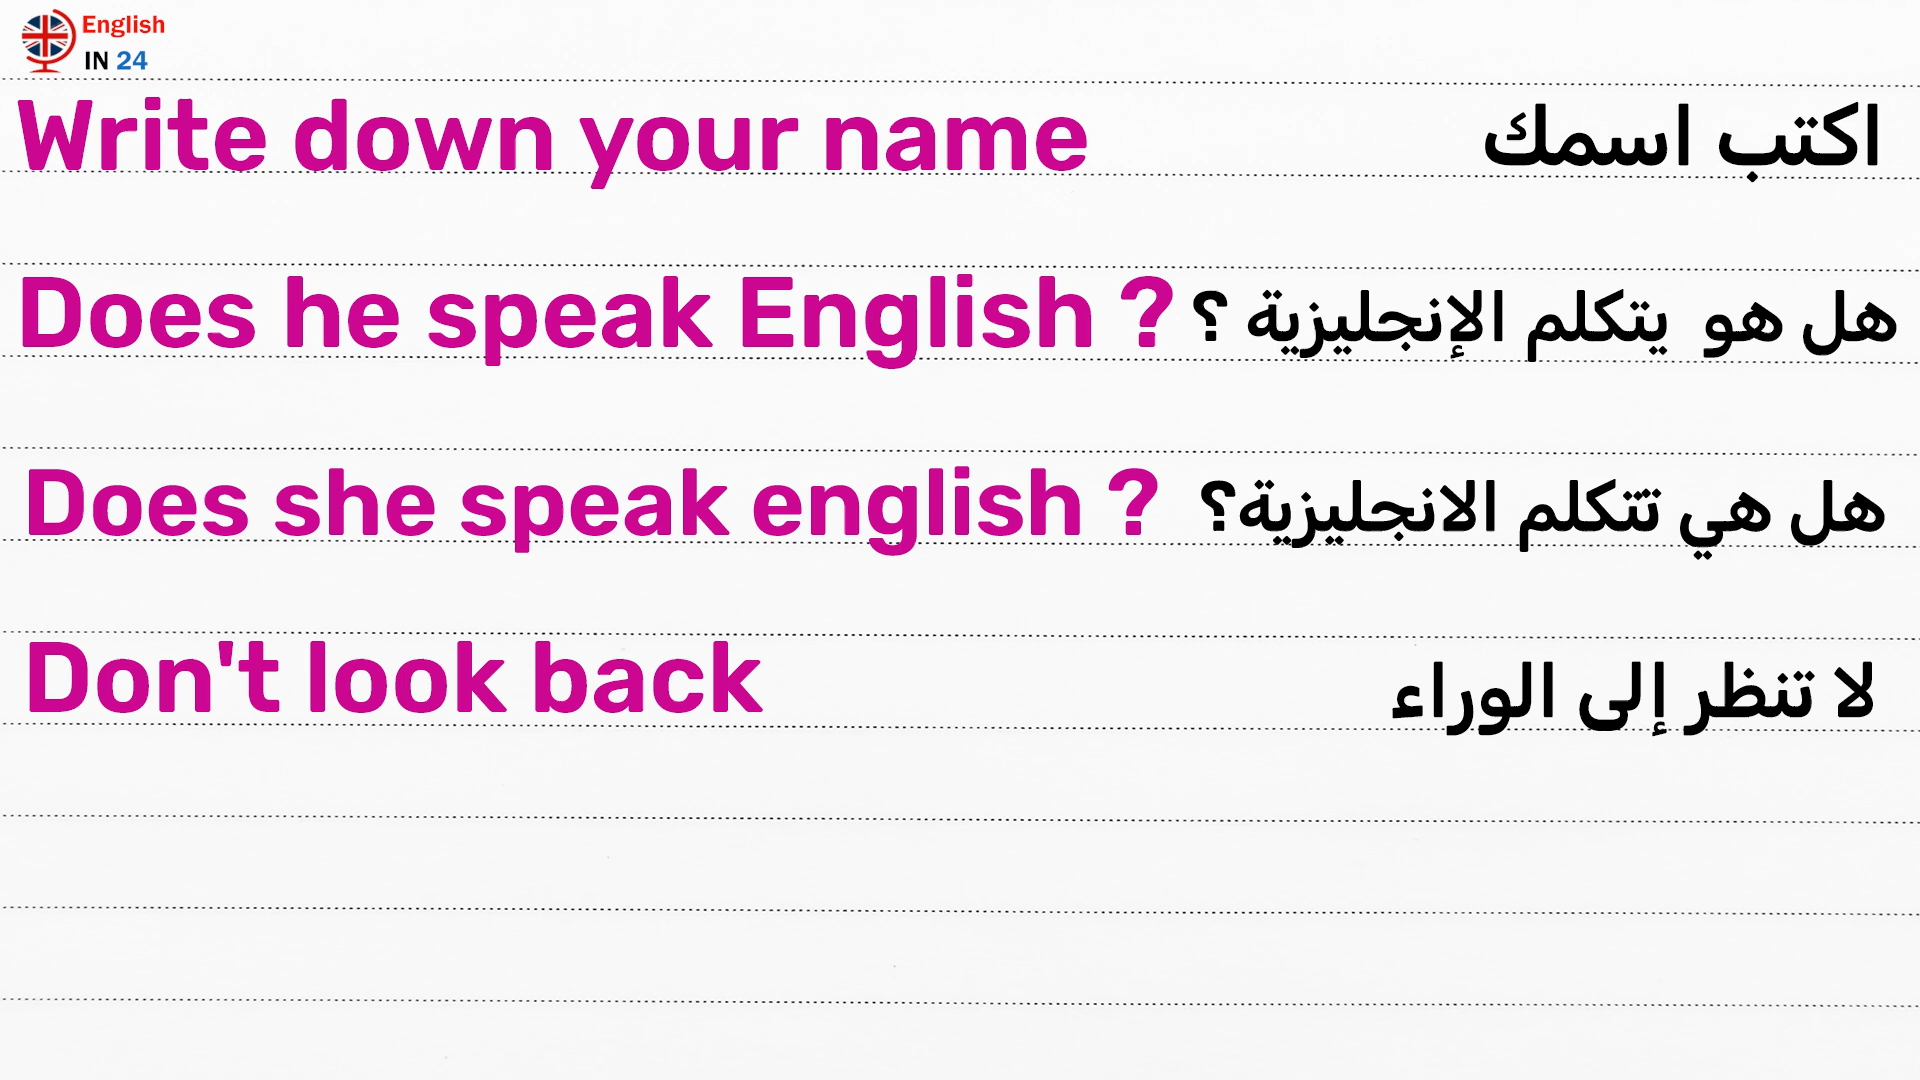 English
IN 24
Write down your name اكتب اسمك
Does he speak English ? هل هو يتكلم الإنجليزية ؟
Does she speak english ? هل هي تتكلم الانجليزية؟
Don't look back لا تنظر إلى الوراء